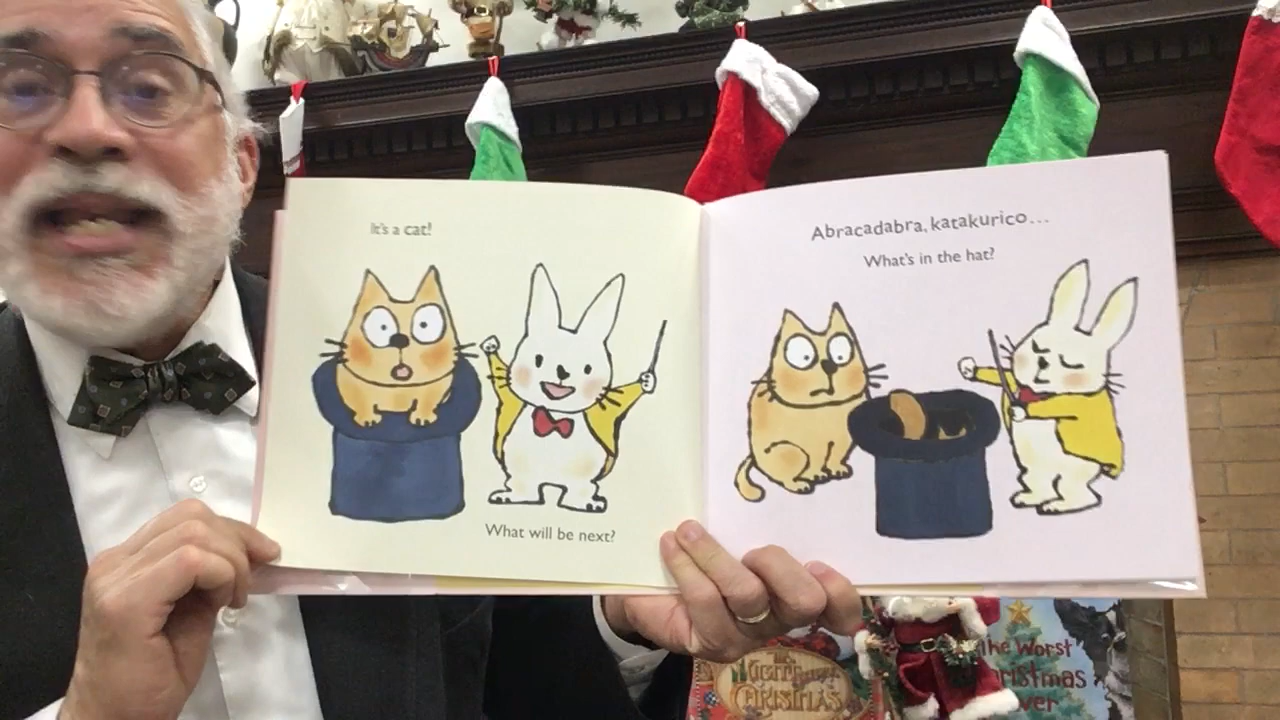 It's a cat!
What will be next?
Abracadabra, katakurico...
What's in the hat?
The Worst
Christmas
Ever
CHRISTMAS